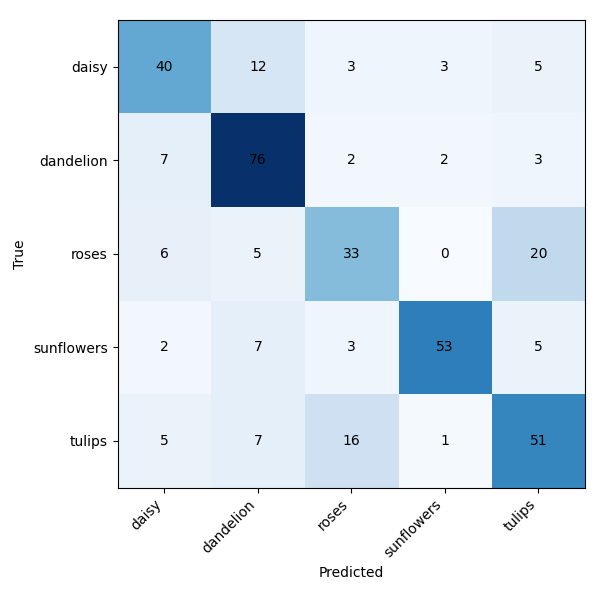 daisy 40 12 3 3 5
dandelion 7 76 2 2 3
roses 6 5 33 0 20
sunflowers 2 7 3 53 5
tulips 5 7 16 1 51
True
daisy dandelion roses sunflowers tulips
Predicted